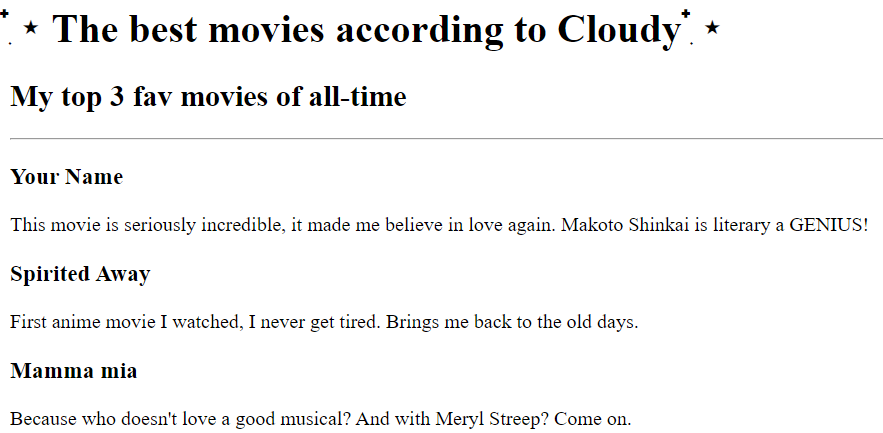 ⁺‧₊ ⋆ The best movies according to Cloudy⁺‧₊ ⋆
My top 3 fav movies of all-time
Your Name
This movie is seriously incredible, it made me believe in love again. Makoto Shinkai is literary a GENIUS!
Spirited Away
First anime movie I watched, I never get tired. Brings me back to the old days.
Mamma mia
Because who doesn't love a good musical? And with Meryl Streep? Come on.